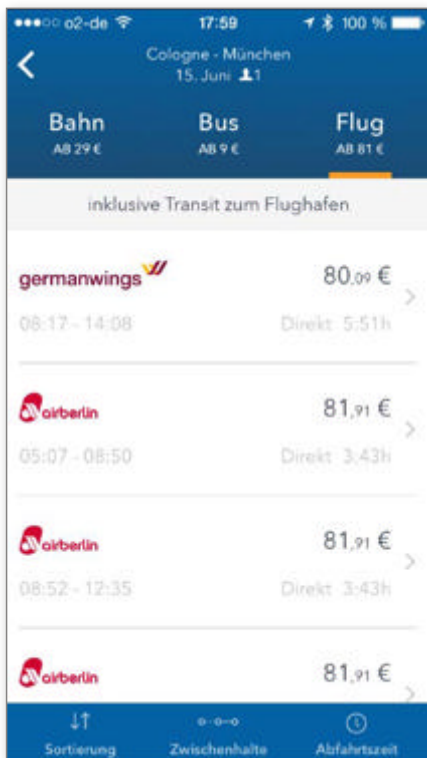 o2-de 17:59 100 %
Cologne - München
15. Juni 1
Bahn Bus Flug
AB 29 € AB 9 € AB 81 €
inklusive Transit zum Flughafen
germanwings 80,09 €
08:17 - 14:08 Direkt 5:51h
airberlin 81,91 €
05:07 - 08:50 Direkt 3:43h
airberlin 81,91 €
08:52 - 12:35 Direkt 3:43h
airberlin 81,91 €
Sortierung Zwischenhalte Abfahrtszeit